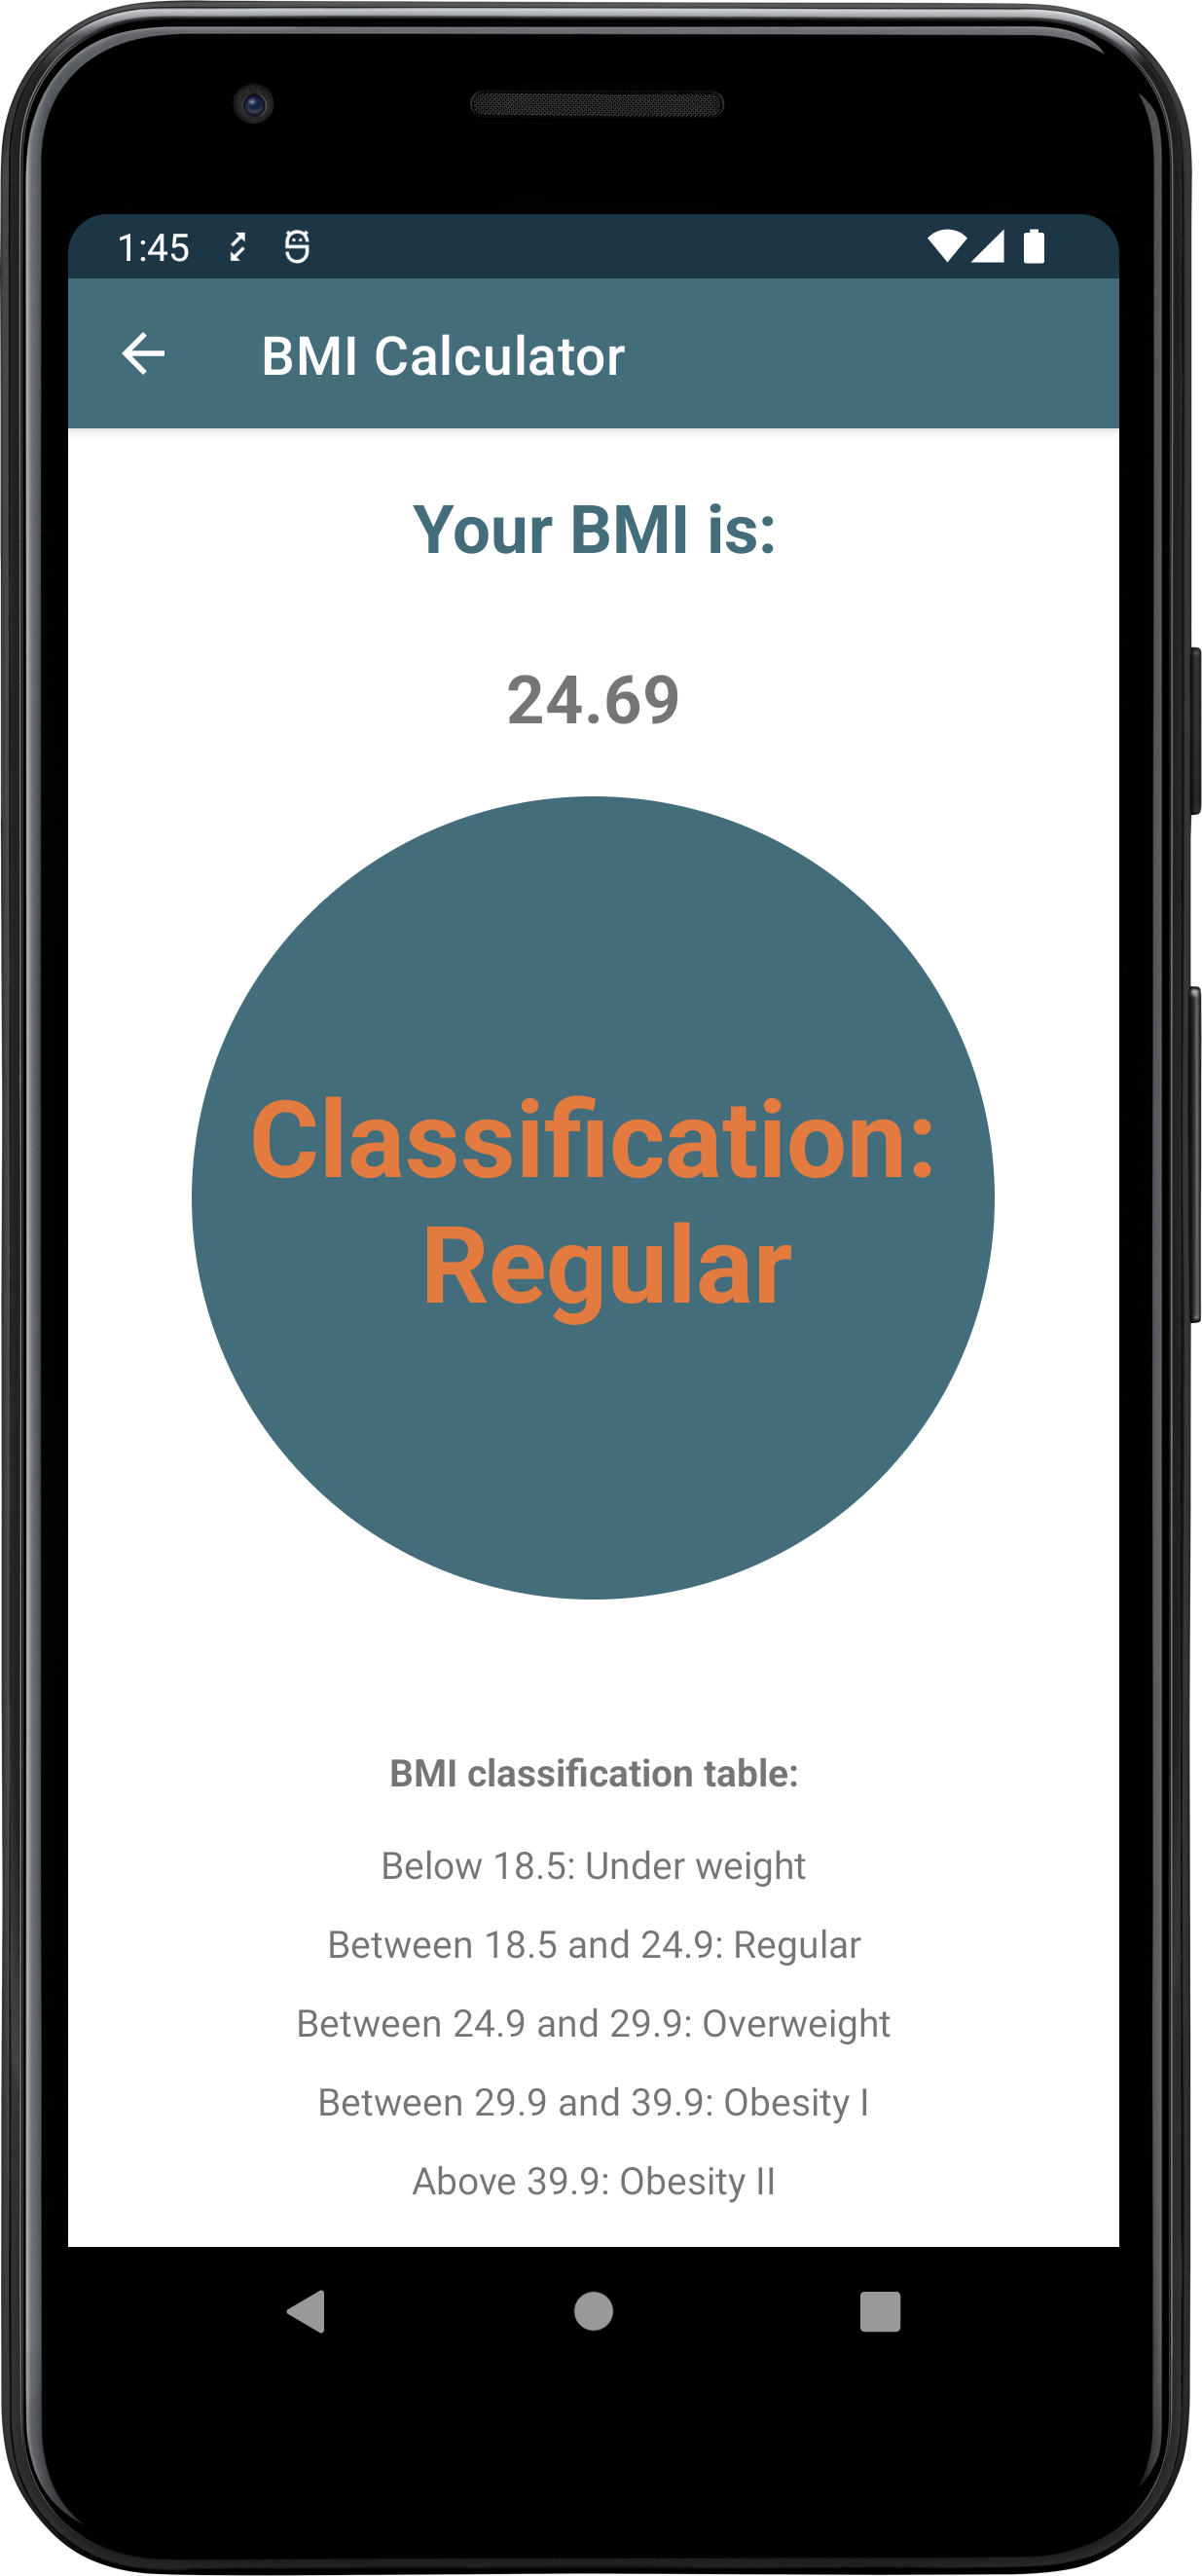 1:45
BMI Calculator
Your BMI is:
24.69
Classification:
Regular
BMI classification table:
Below 18.5: Under weight
Between 18.5 and 24.9: Regular
Between 24.9 and 29.9: Overweight
Between 29.9 and 39.9: Obesity I
Above 39.9: Obesity II